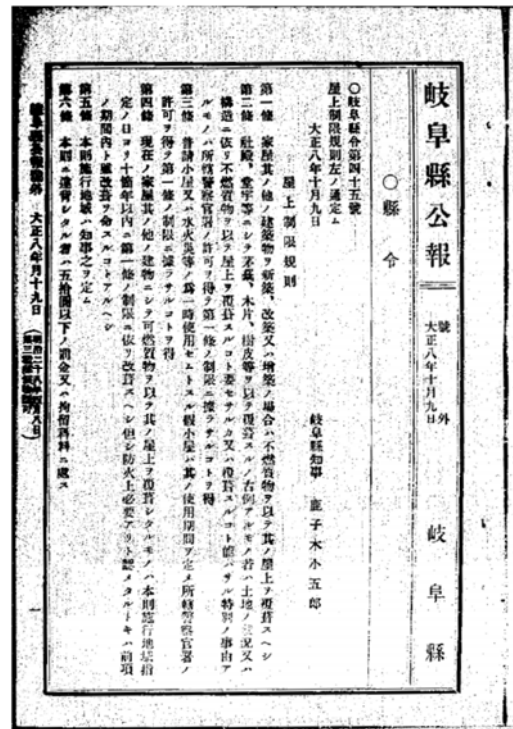 岐阜縣公報
號外
大正八年十月九日
岐阜縣
〇縣令
〇岐阜縣令第四十五號
屋上制限規則左ノ通定ム
大正八年十月九日
岐阜縣知事 鹿子木小五郎
屋上制限規則
第一條 家屋其ノ他ノ建築物ヲ新築、改築又ハ增築ノ場合ハ不燃質物ヲ以テ其ノ屋上ヲ覆葺スヘシ
第二條 社殿、堂宇等ニシテ茅蕪、木片、樹皮等ヲ以テ覆葺スルノ古例アルモノ若ハ土地ノ狀況又ハ
構造ニ依リ不燃質物ヲ以テ屋上ヲ覆葺スルコト要セサルカ又ハ覆葺スルコト能ハサル特別ノ事由ア
ルモノハ所轄警察官署ノ許可ヲ得テ第一條ノ制限ニ據ラサルコトヲ得
第三條 普請小屋又ハ水火災等ノ爲一時使用セムトスル假小屋ハ其ノ使用期間ヲ定メ所轄警察官署ノ
許可ヲ得テ第一條ノ制限ニ據ラサルコトヲ得
第四條 現在ノ家屋其ノ他ノ建物ニシテ可燃質物ヲ以テ其ノ屋上ヲ覆葺シタルモノハ本則施行地域指
定ノ日ヨリ十箇年以內ニ第一條ノ制限ニ依リ改葺スヘシ但シ防火上必要アリト認メタルトキハ前項
ノ期間內ト雖改葺ヲ命スルコトアルヘシ
第五條 本則施行地域ハ知事之ヲ定ム
第六條 本則ニ違背シタル者ハ五拾圓以下ノ罰金又ハ拘留科料ニ處ス
岐阜縣公報號外 大正八年十月十九日
一